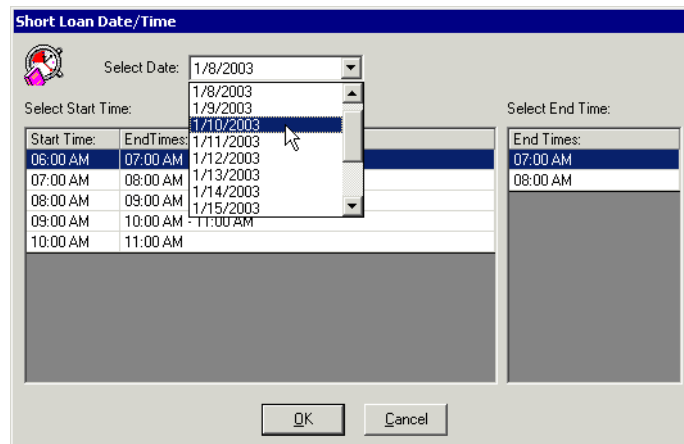 Short Loan Date/Time
Select Date: 1/8/2003
1/8/2003
1/9/2003
1/10/2003
1/11/2003
1/12/2003
1/13/2003
1/14/2003
1/15/2003
Select Start Time:
Start Time: EndTimes:
06:00 AM 07:00 AM
07:00 AM 08:00 AM
08:00 AM 09:00 AM
09:00 AM 10:00 AM - 11:00 AM
10:00 AM 11:00 AM
Select End Time:
End Times:
07:00 AM
08:00 AM
OK Cancel